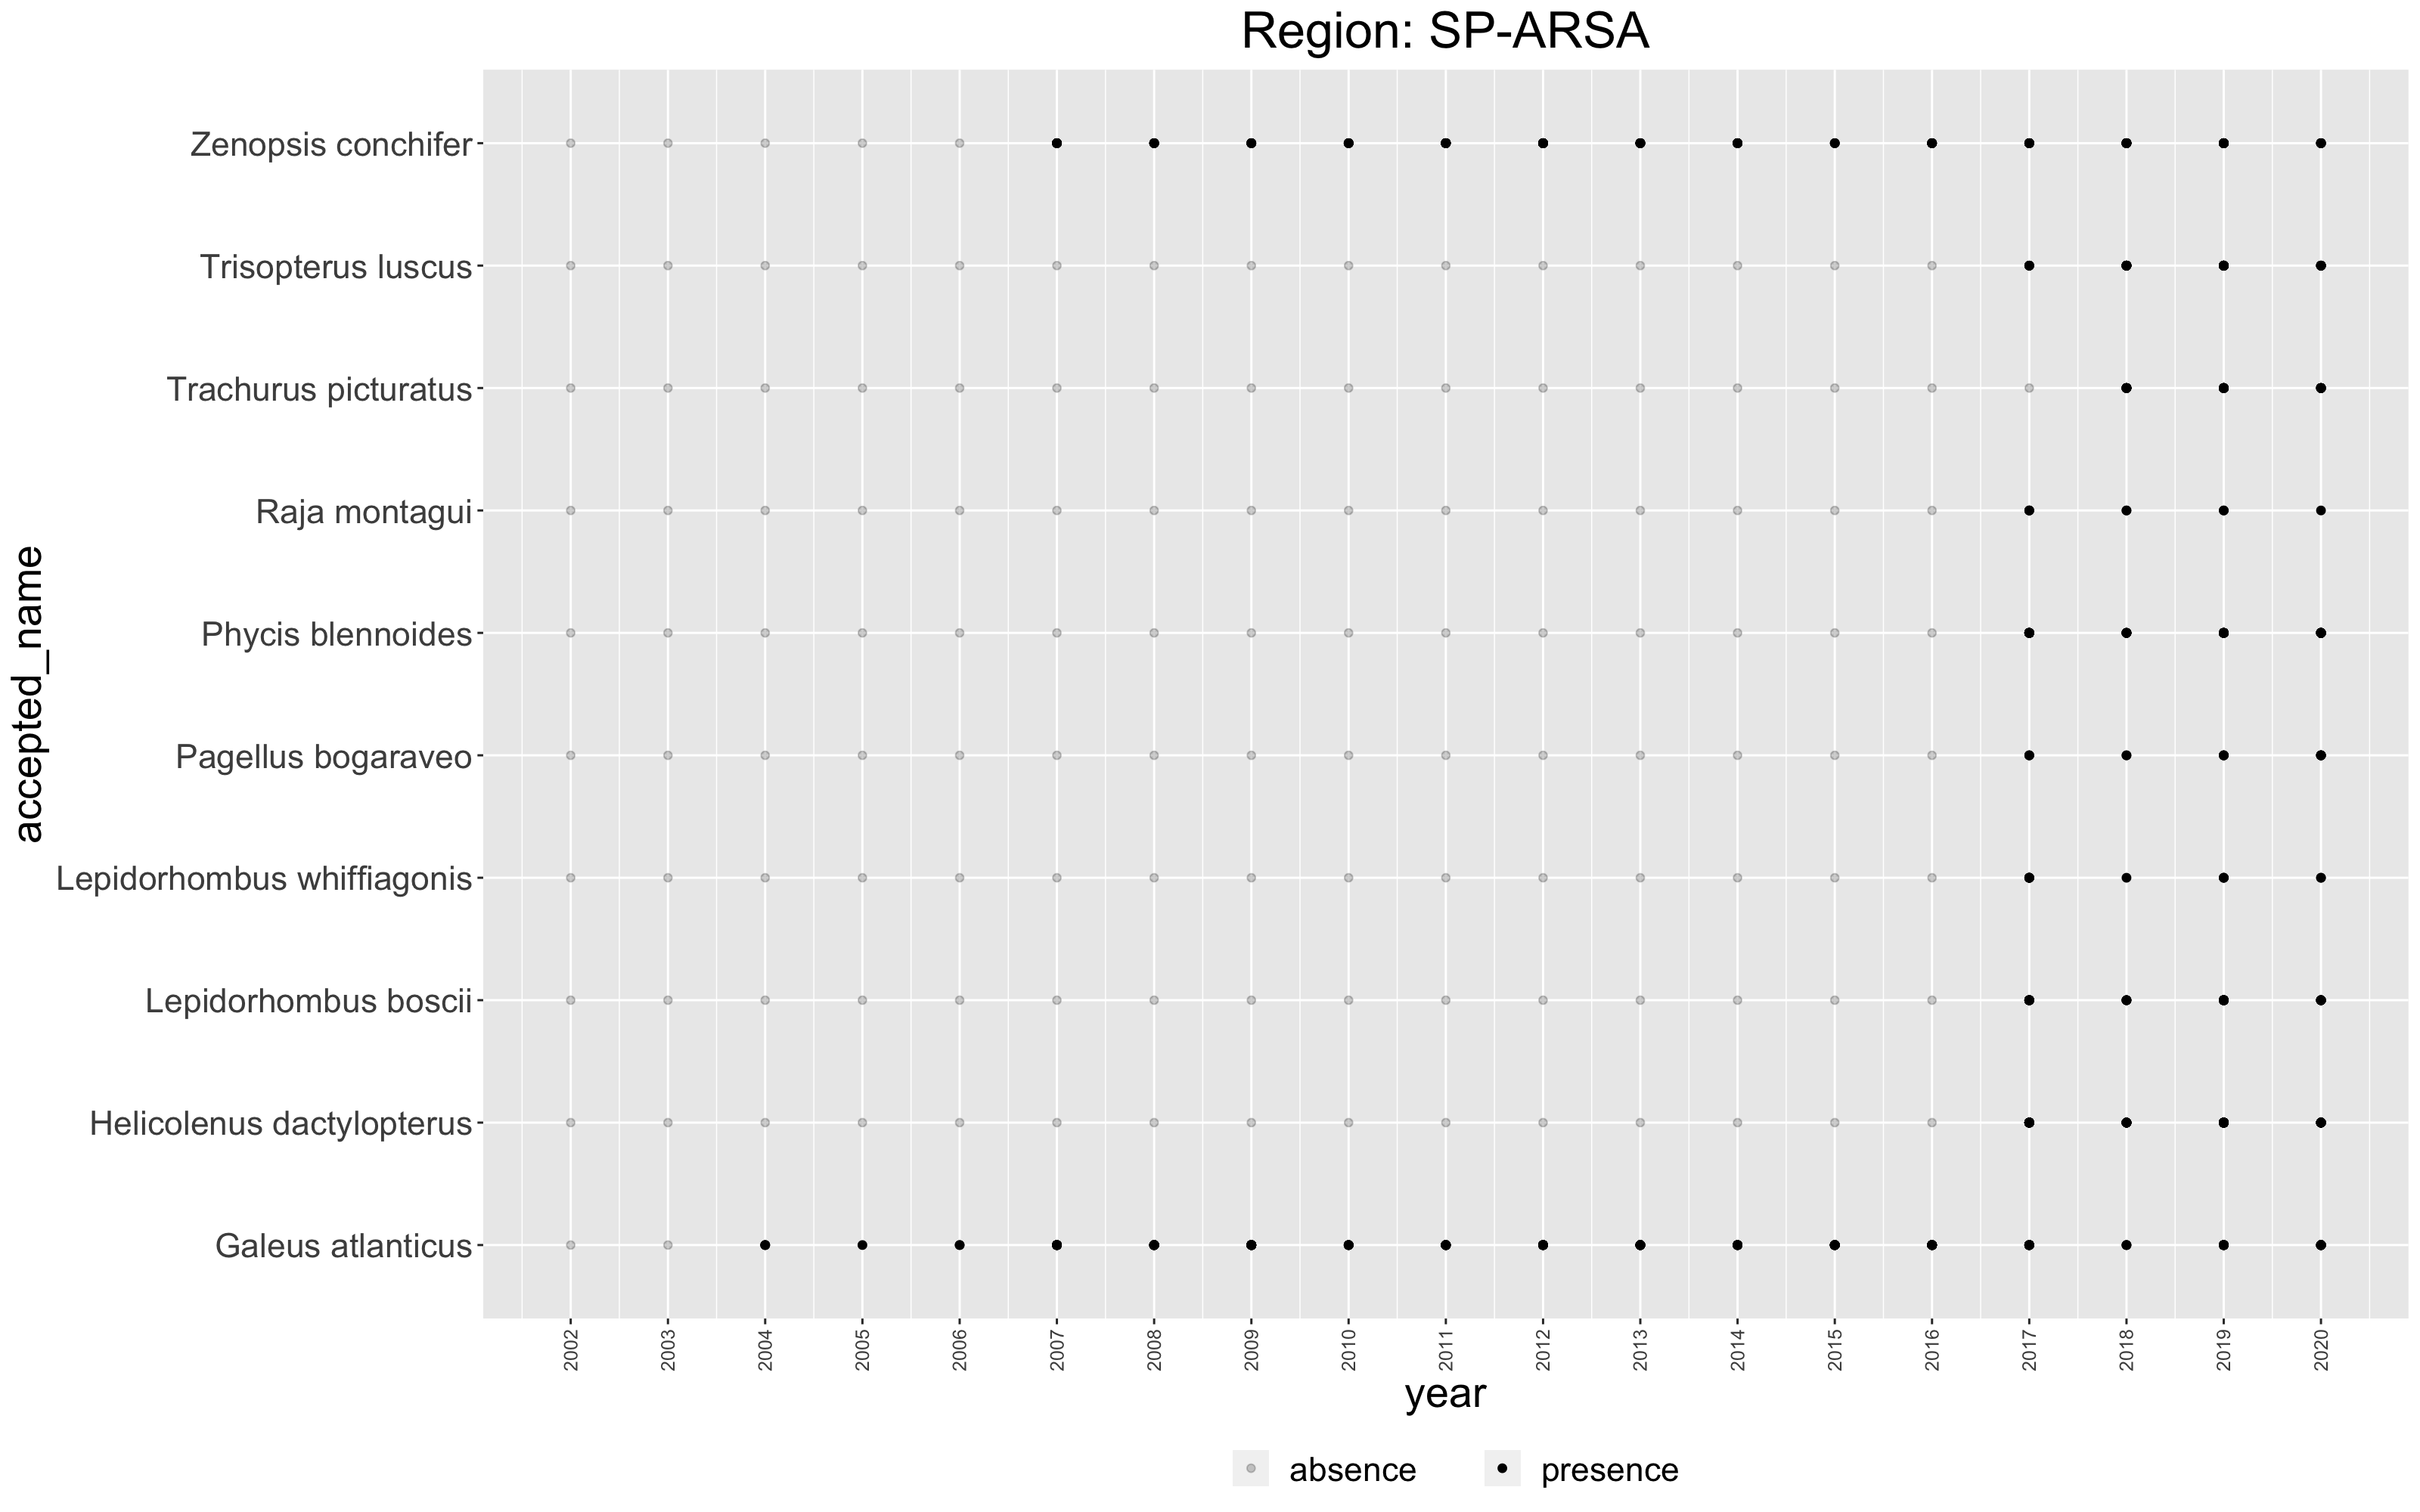 Region: SP-ARSA
accepted_name
Zenopsis conchifer
Trisopterus luscus
Trachurus picturatus
Raja montagui
Phycis blennoides
Pagellus bogaraveo
Lepidorhombus whiffiagonis
Lepidorhombus boscii
Helicolenus dactylopterus
Galeus atlanticus
2002 2003 2004 2005 2006 2007 2008 2009 2010 2011 2012 2013 2014 2015 2016 2017 2018 2019 2020
year
absence presence